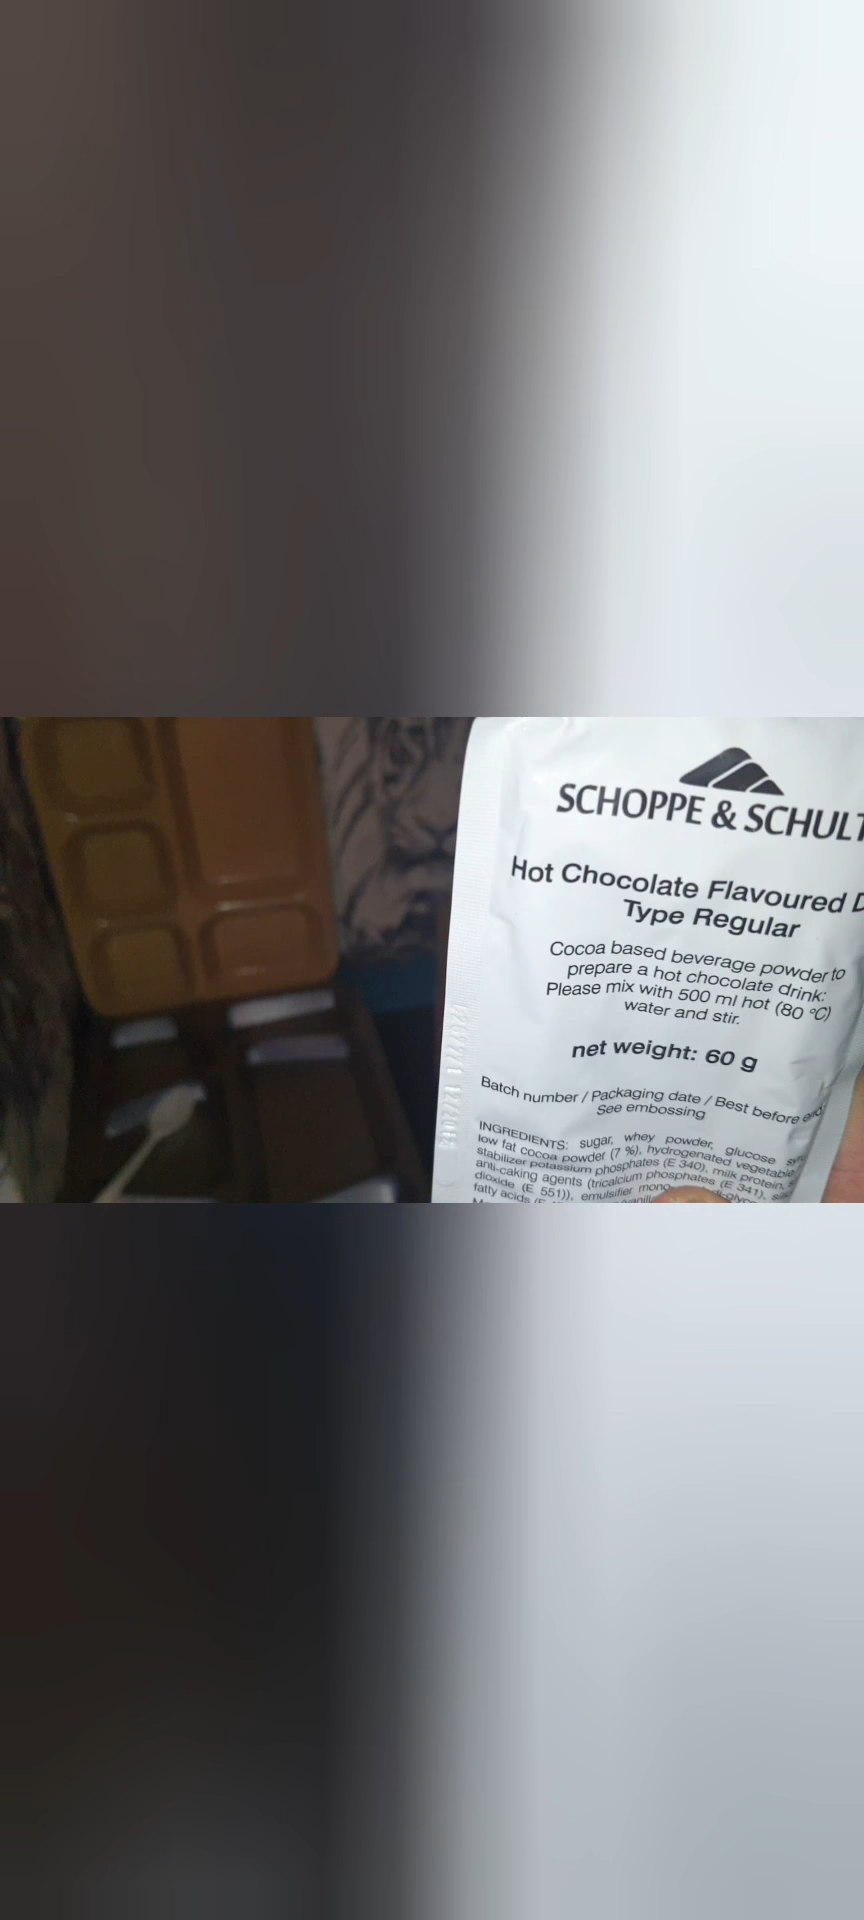 SCHOPPE & SCHULT
Hot Chocolate Flavoured D
Type Regular
Cocoa based beverage powder to
prepare a hot chocolate drink:
Please mix with 500 ml hot (80 °C)
water and stir.
net weight: 60 g
Batch number / Packaging date / Best before end:
See embossing
INGREDIENTS: sugar, whey powder, glucose
low fat cocoa powder (7 %), hydrogenated vegetable
stabilizer potassium phosphates (E 340), milk protein,
anti-caking agents (tricalcium phosphates (E 341),
dioxide (E 551)), emulsifier mono
fatty acids